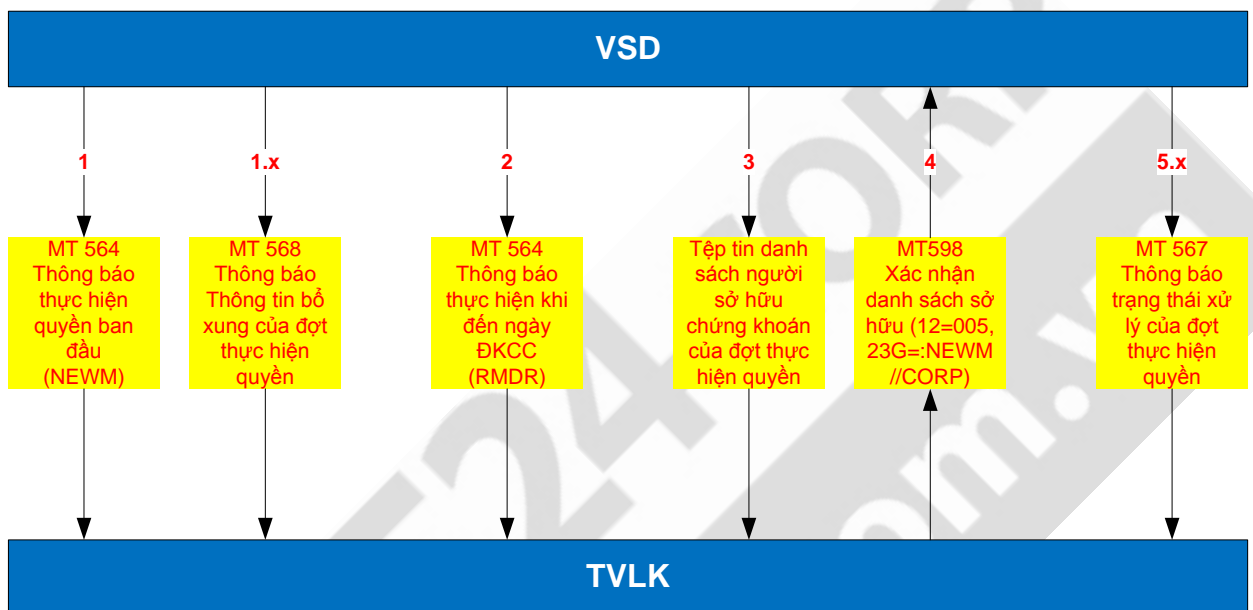 VSD
1
1.x
2
3
4
5.x
MT 564
Thông báo
thực hiện
quyền ban
đầu
(NEWM)
MT 568
Thông báo
Thông tin bổ
xung của đợt
thực hiện
quyền
MT 564
Thông báo
thực hiện khi
đến ngày
ĐKCC
(RMDR)
Tệp tin danh
sách người
sở hữu
chứng khoán
của đợt thực
hiện quyền
MT598
Xác nhận
danh sách sở
hữu (12=005,
23G=:NEWM
//CORP)
MT 567
Thông báo
trạng thái xử
lý của đợt
thực hiện
quyền
TVLK